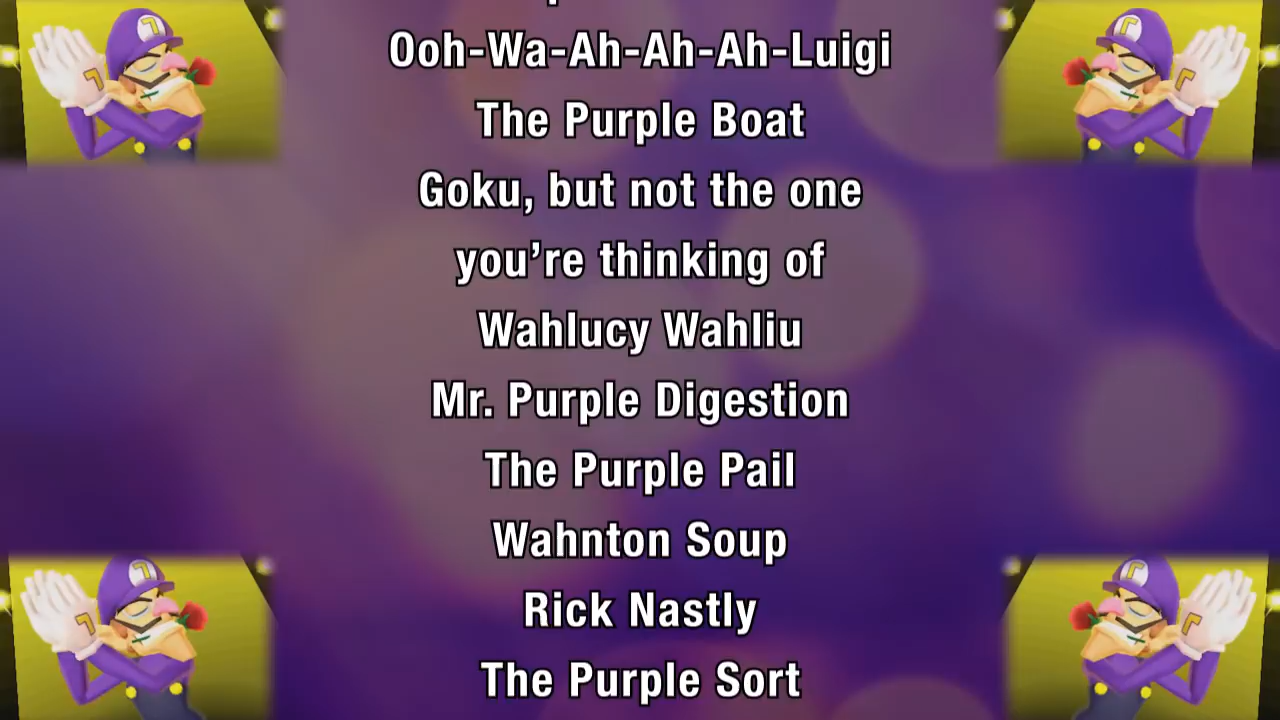 Ooh-Wa-Ah-Ah-Ah-Luigi
The Purple Boat
Goku, but not the one
you’re thinking of
Wahlucy Wahliu
Mr. Purple Digestion
The Purple Pail
Wahnton Soup
Rick Nastly
The Purple Sort